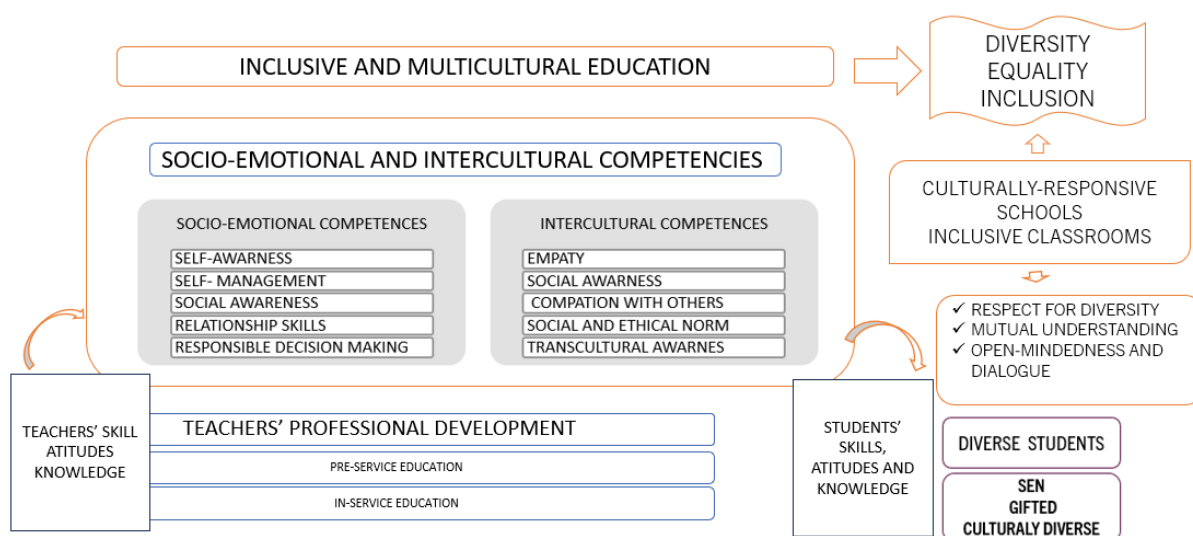 INCLUSIVE AND MULTICULTURAL EDUCATION
DIVERSITY
EQUALITY
INCLUSION
SOCIO-EMOTIONAL AND INTERCULTURAL COMPETENCIES
SOCIO-EMOTIONAL COMPETENCES
SELF-AWARNESS
SELF- MANAGEMENT
SOCIAL AWARENESS
RELATIONSHIP SKILLS
RESPONSIBLE DECISION MAKING
INTERCULTURAL COMPETENCES
EMPATY
SOCIAL AWARNESS
COMPATION WITH OTHERS
SOCIAL AND ETHICAL NORM
TRANSCULTURAL AWARNES
CULTURALLY-RESPONSIVE
SCHOOLS
INCLUSIVE CLASSROOMS
✓ RESPECT FOR DIVERSITY
✓ MUTUAL UNDERSTANDING
✓ OPEN-MINDEDNESS AND
DIALOGUE
TEACHERS’ SKILL
ATITUDES
KNOWLEDGE
TEACHERS’ PROFESSIONAL DEVELOPMENT
PRE-SERVICE EDUCATION
IN-SERVICE EDUCATION
STUDENTS’
SKILLS,
ATITUDES AND
KNOWLEDGE
DIVERSE STUDENTS
SEN
GIFTED
CULTURALY DIVERSE